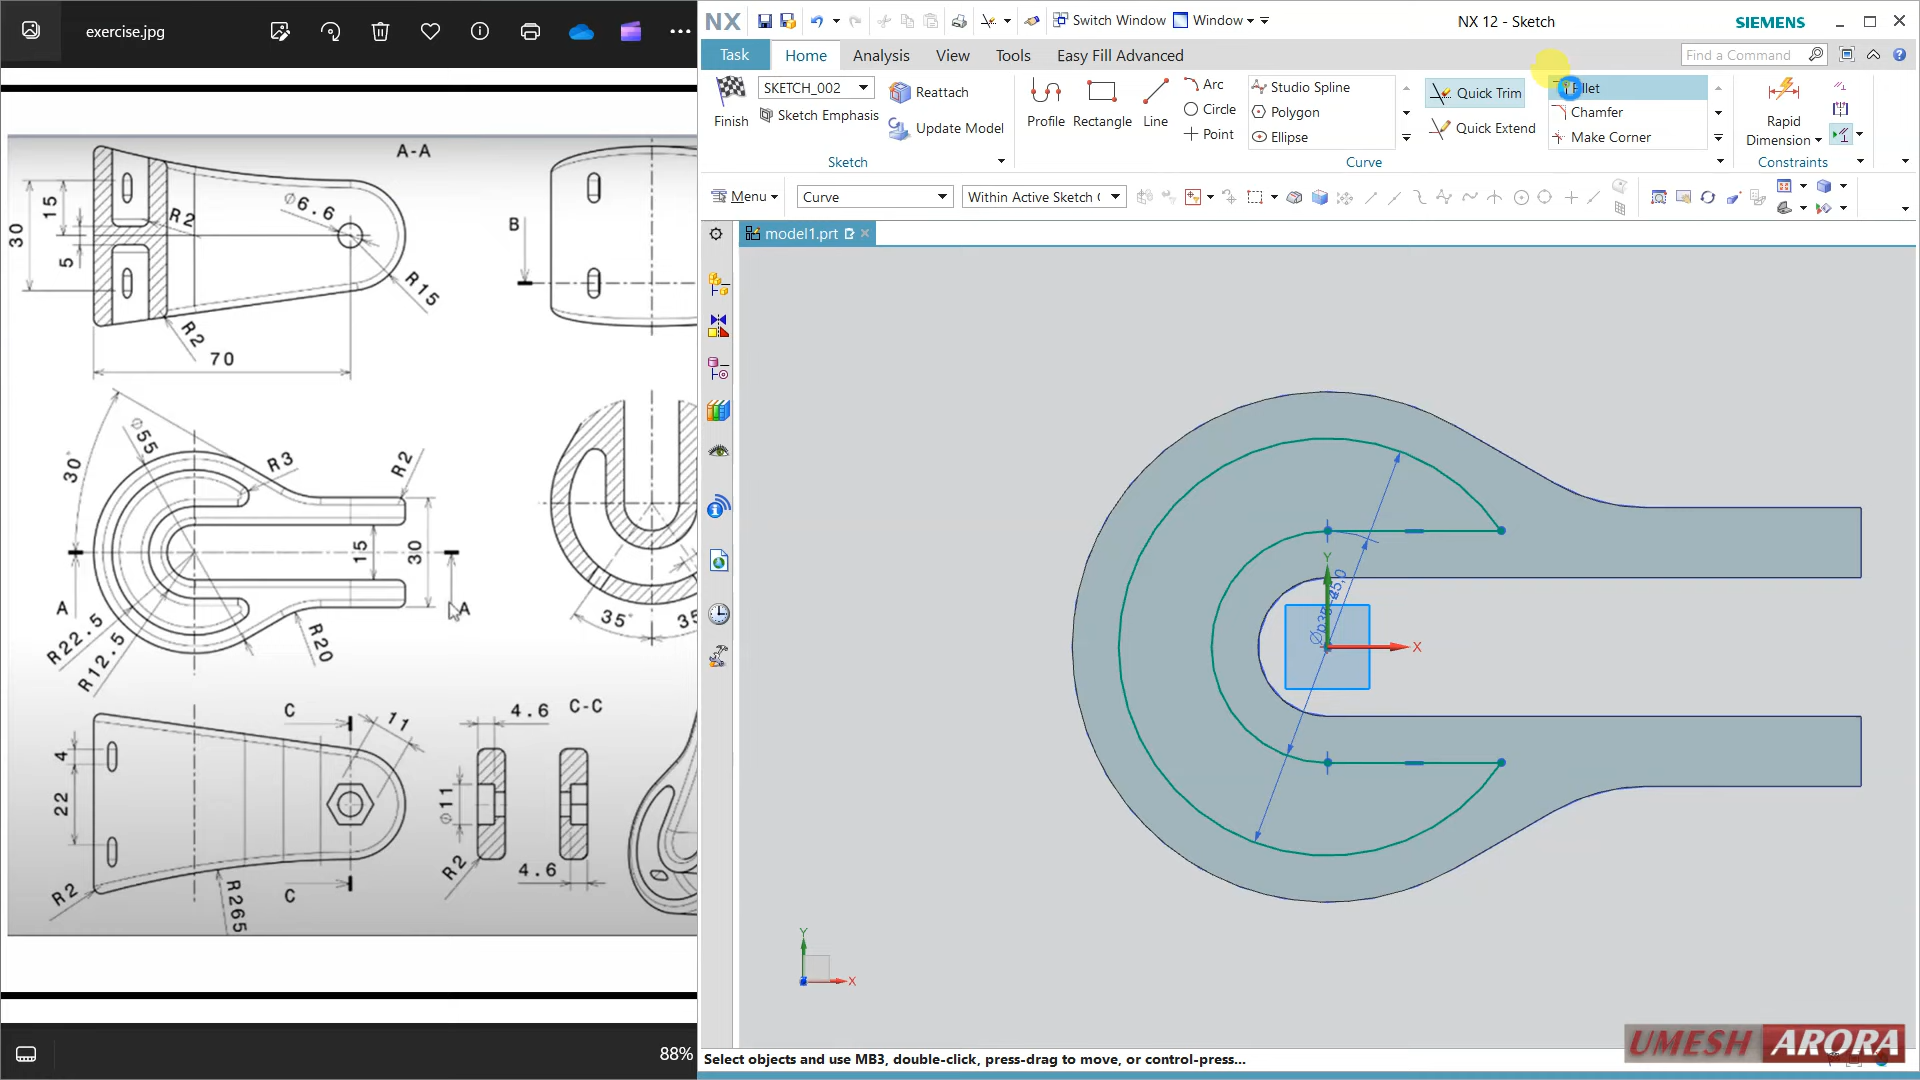 exercise.jpg
NX
Switch Window
Window
NX 12 - Sketch
SIEMENS
Task
Home
Analysis
View
Tools
Easy Fill Advanced
Find a Command
Finish
SKETCH_002
Sketch Emphasis
Reattach
Update Model
Sketch
Profile
Rectangle
Line
Arc
Circle
Point
Studio Spline
Polygon
Ellipse
Quick Trim
Quick Extend
Fillet
Chamfer
Make Corner
Curve
Rapid
Dimension
Constraints
Menu
Curve
Within Active Sketch
model1.prt
A-A
30
15
5
R2
Ø6.6
R15
R2
70
B
Ø55
30°
R3
R2
15
30
A
A
R22.5
R12.5
R20
35°
35
4
22
C
11
C
R2
R265
4.6
C-C
Ø11
R2
4.6
Y
X
Y
X
88%
Select objects and use MB3, double-click, press-drag to move, or control-press...
UMESH ARORA